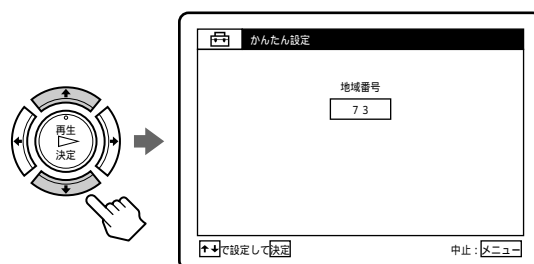 再生
決定
かんたん設定
地域番号
73
↑↓で設定して決定
中止：メニュー